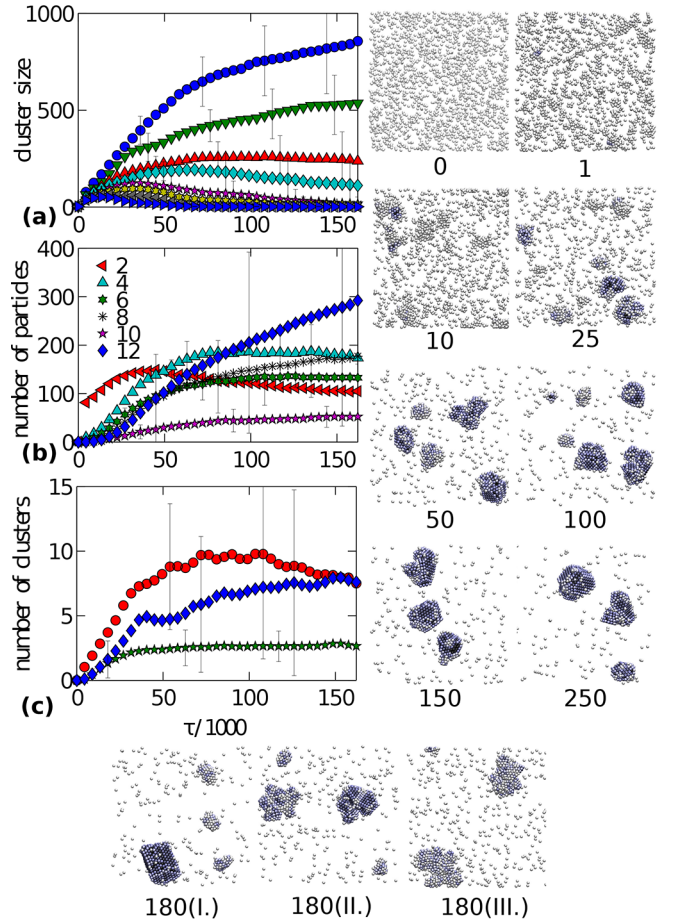 1000
500
0
cluster size
(a)
0 50 100 150
400
300
200
100
0
number of particles
2
4
6
8
10
12
(b)
0 50 100 150
15
10
5
0
number of clusters
(c)
0 50 100 150
τ/1000
0 1
10 25
50 100
150 250
180(I.) 180(II.) 180(III.)